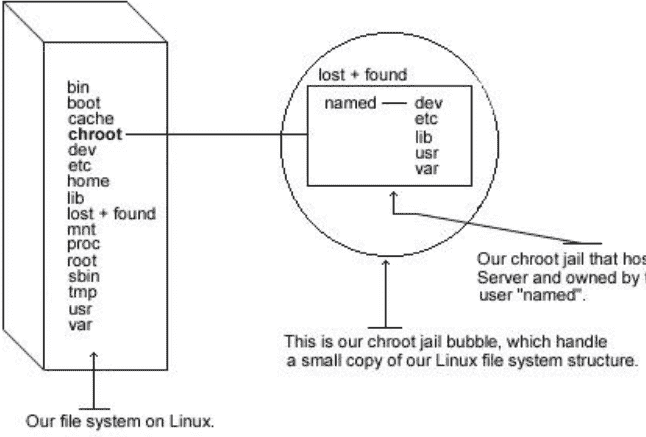 bin
boot
cache
chroot
dev
etc
home
lib
lost + found
mnt
proc
root
sbin
tmp
usr
var
Our file system on Linux.
lost + found
named dev
etc
lib
usr
var
Our chroot jail that
Server and owned by
user "named".
This is our chroot jail bubble, which handle
a small copy of our Linux file system structure.